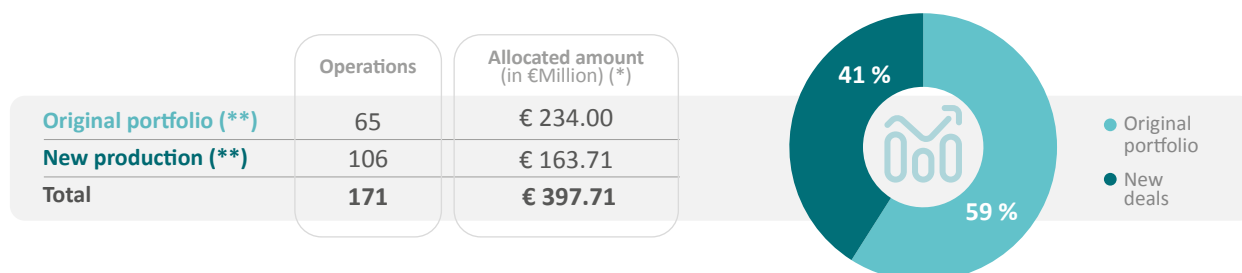 Operations
Allocated amount
(in €Million) (*)
Original portfolio (**)
65
€ 234.00
New production (**)
106
€ 163.71
Total
171
€ 397.71
41 %
59 %
Original
portfolio
New
deals